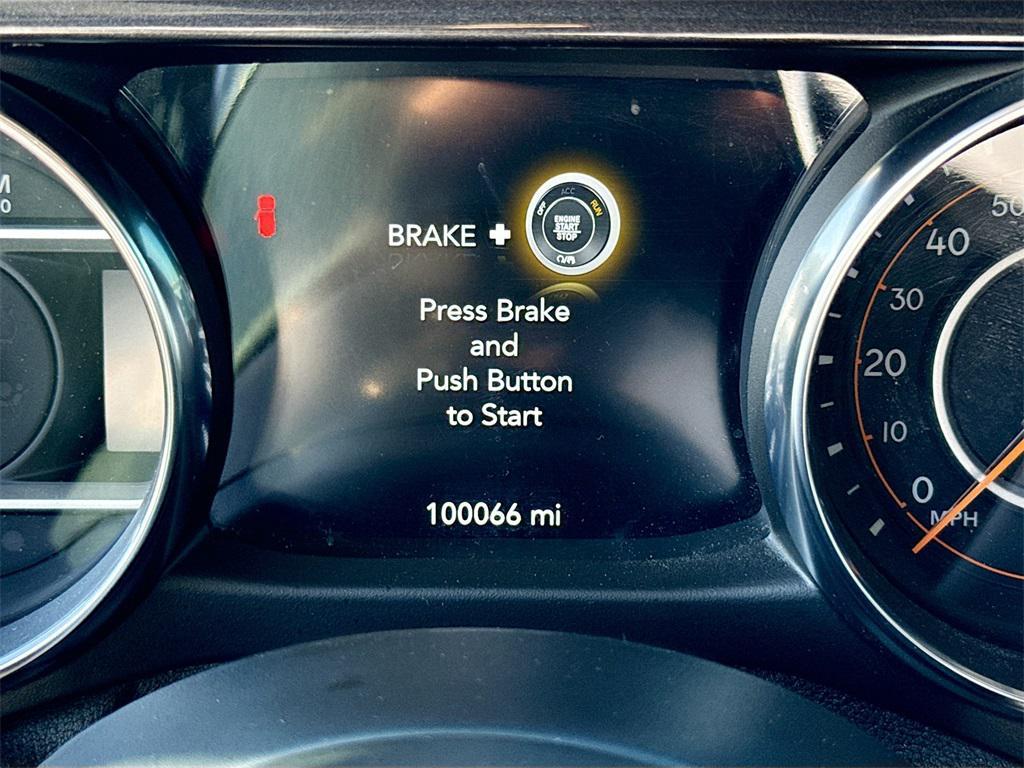 ACC
OFF
RUN
ENGINE
START
STOP
BRAKE +
Press Brake
and
Push Button
to Start
100066 mi
50
40
30
20
10
0
MPH